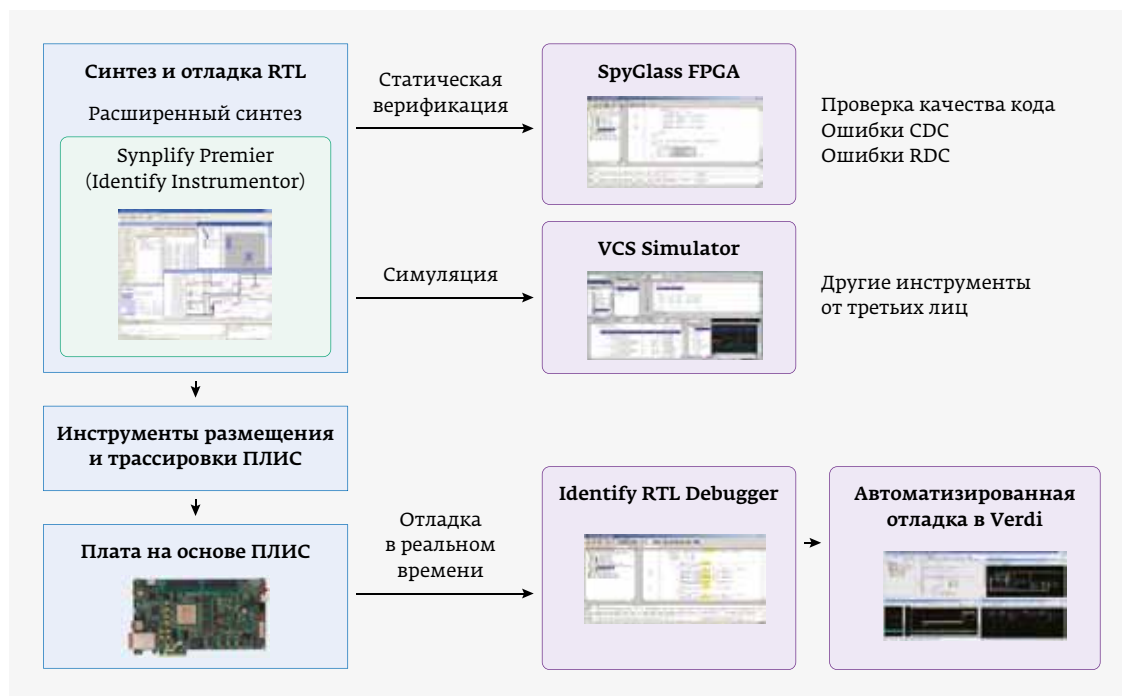 Синтез и отладка RTL
Расширенный синтез
Synplify Premier
(Identify Instrumentor)
Статическая
верификация
SpyGlass FPGA
Проверка качества кода
Ошибки CDC
Ошибки RDC
Симуляция
VCS Simulator
Другие инструменты
от третьих лиц
Инструменты размещения
и трассировки ПЛИС
Плата на основе ПЛИС
Отладка
в реальном
времени
Identify RTL Debugger
Автоматизированная
отладка в Verdi